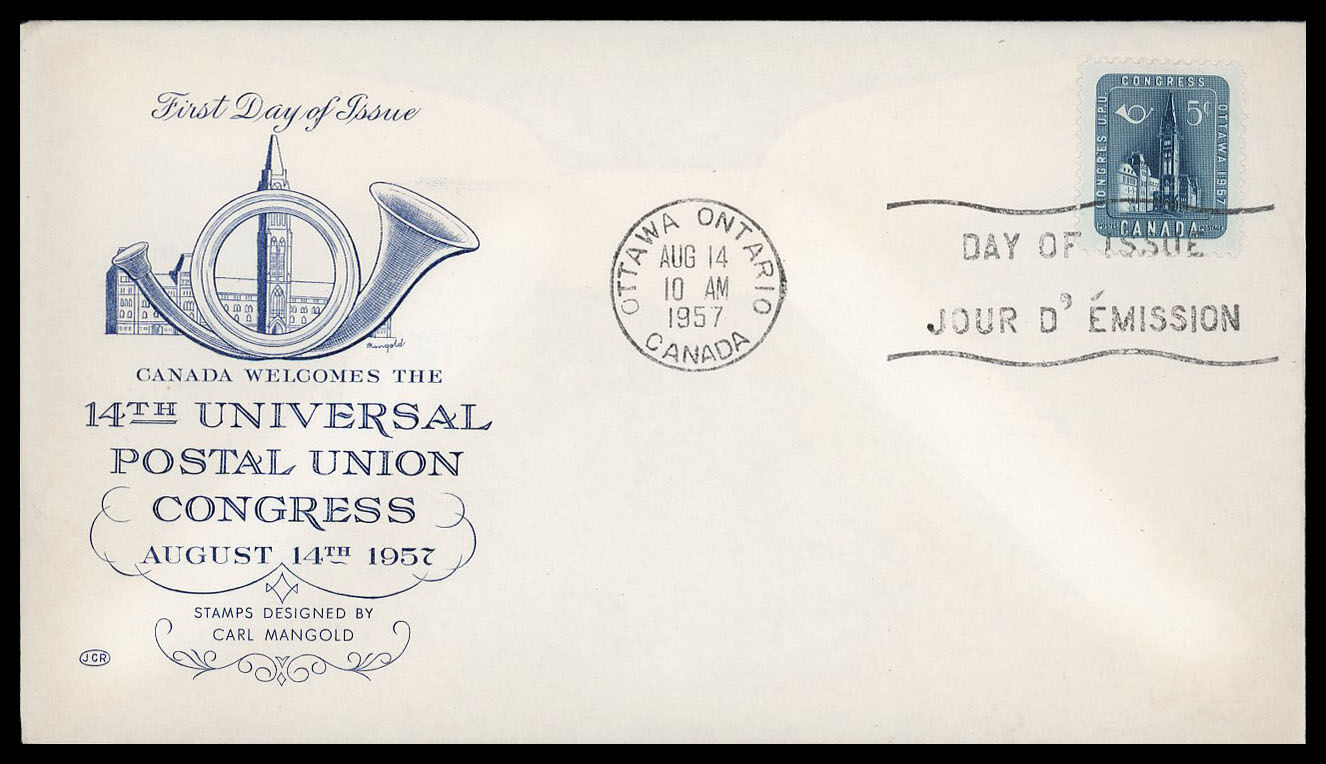 First Day of Issue
Mangold
CANADA WELCOMES THE
14TH UNIVERSAL
POSTAL UNION
CONGRESS
AUGUST 14TH 1957
STAMPS DESIGNED BY
CARL MANGOLD
JCR
OTTAWA ONTARIO
AUG 14
10 AM
1957
CANADA
DAY OF ISSUE
JOUR D'ÉMISSION
CONGRESS
CONGRES U.P.U.
5¢
OTTAWA 1957
POSTES CANADA POSTAGE